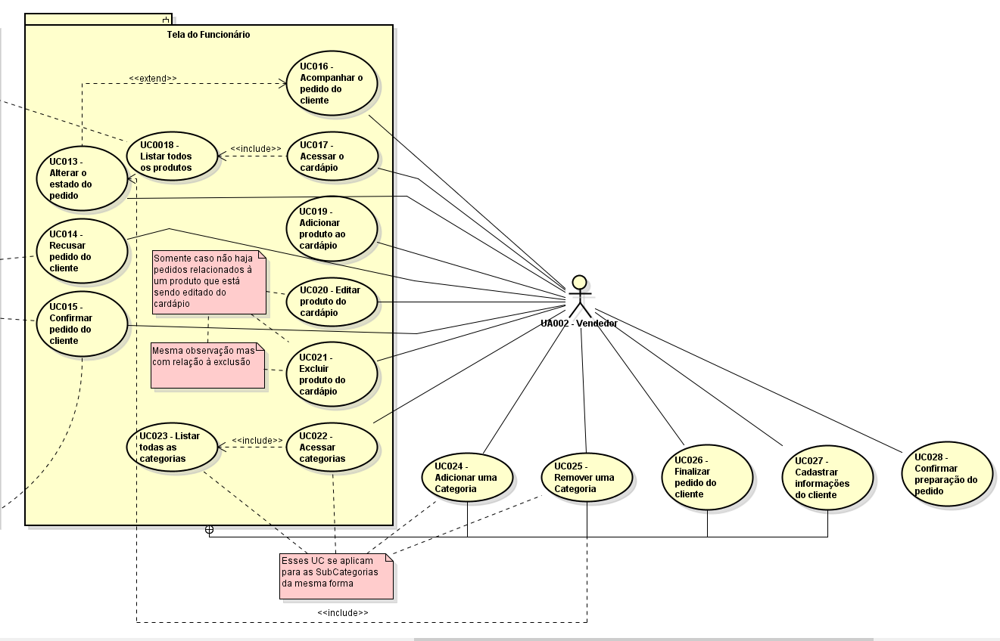 Tela do Funcionário
UC016 -
Acompanhar o
pedido do
cliente
<<extend>>
UC0018 -
Listar todos
os produtos
<<include>>
UC017 -
Acessar o
cardápio
UC013 -
Alterar o
estado do
pedido
UC019 -
Adicionar
produto ao
cardápio
UC014 -
Recusar
pedido do
cliente
Somente caso não haja
pedidos relacionados à
um produto que está
sendo editado do
cardápio
UC020 - Editar
produto do
cardápio
UC015 -
Confirmar
pedido do
cliente
UA002 - Vendedor
Mesma observação mas
com relação à exclusão
UC021 -
Excluir
produto do
cardápio
UC023 - Listar
todas as
categorias
<<include>>
UC022 -
Acessar
categorias
UC024 -
Adicionar uma
Categoria
UC025 -
Remover uma
Categoria
UC026 -
Finalizar
pedido do
cliente
UC027 -
Cadastrar
informações
do cliente
UC028 -
Confirmar
preparação do
pedido
Esses UC se aplicam
para as SubCategorias
da mesma forma
<<include>>